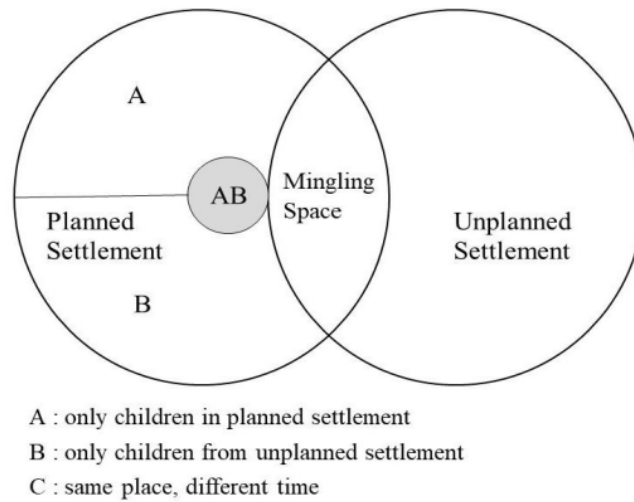 A
AB
Mingling
Space
Planned
Settlement
Unplanned
Settlement
B
A : only children in planned settlement
B : only children from unplanned settlement
C : same place, different time